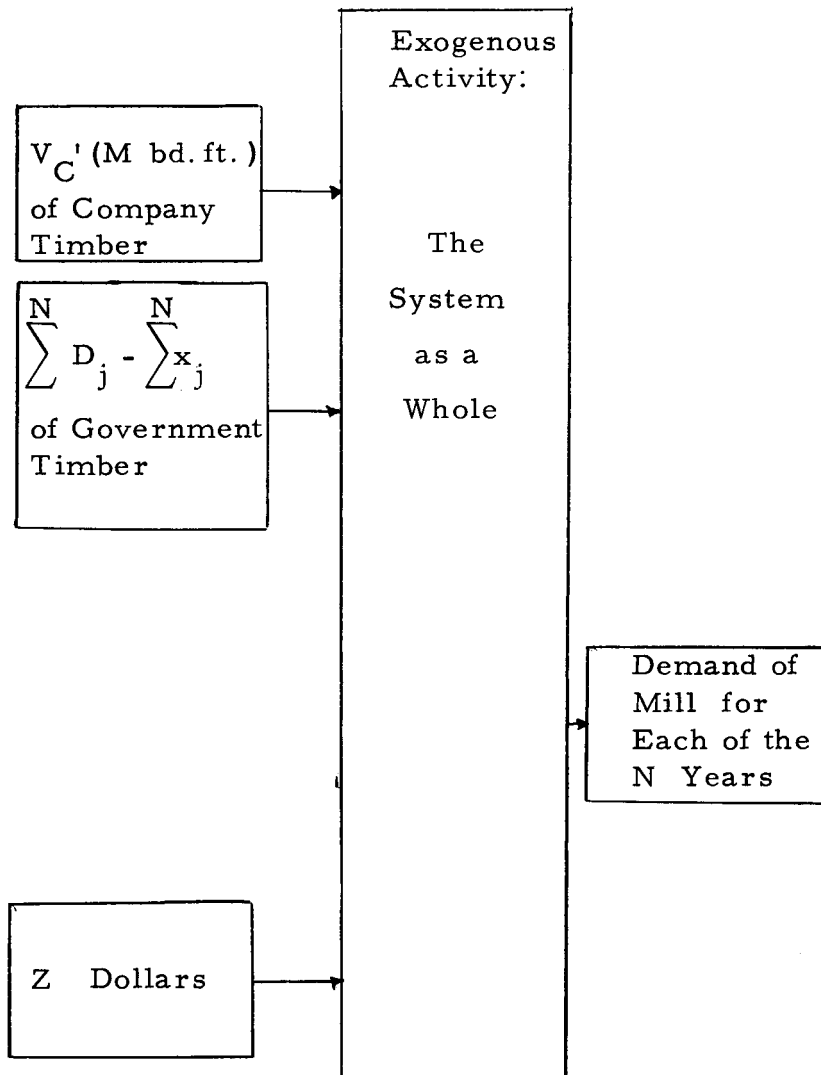 Exogenous
Activity:
The
System
as a
Whole
V_C' (M bd. ft.)
of Company
Timber
N N
∑ D_j - ∑ x_j
of Government
Timber
Z Dollars
Demand of
Mill for
Each of the
N Years